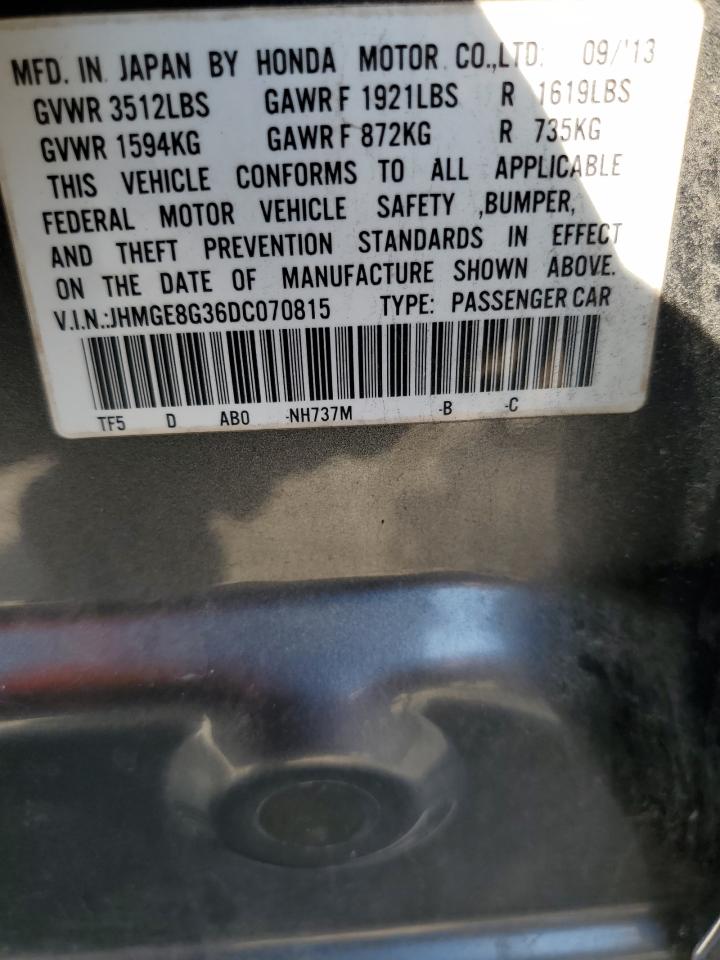 MFD. IN JAPAN BY HONDA MOTOR CO.,LTD. 09/'13
GVWR 3512LBS GAWR F 1921LBS R 1619LBS
GVWR 1594KG GAWR F 872KG R 735KG
THIS VEHICLE CONFORMS TO ALL APPLICABLE
FEDERAL MOTOR VEHICLE SAFETY ,BUMPER,
AND THEFT PREVENTION STANDARDS IN EFFECT
ON THE DATE OF MANUFACTURE SHOWN ABOVE.
V.I.N.:JHMGE8G36DC070815 TYPE: PASSENGER CAR
TF5 D AB0 -NH737M -B -C